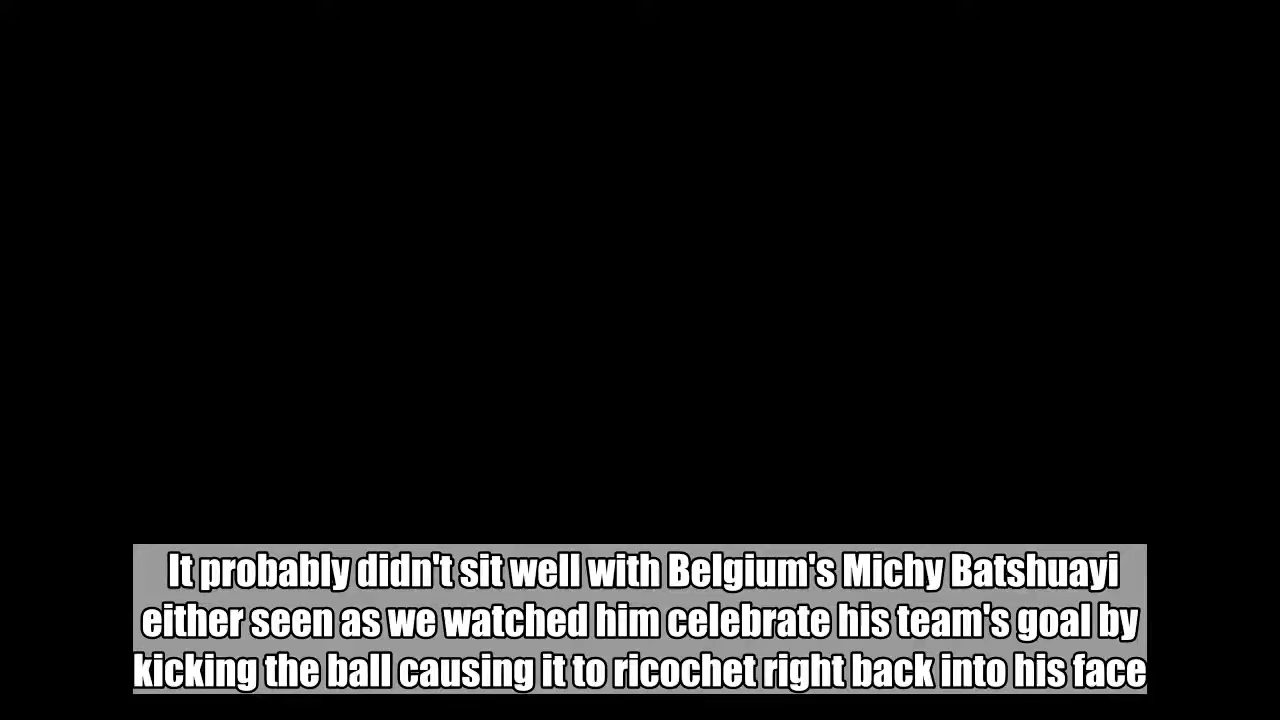 It probably didn't sit well with Belgium's Michy Batshuayi
either seen as we watched him celebrate his team's goal by
kicking the ball causing it to ricochet right back into his face